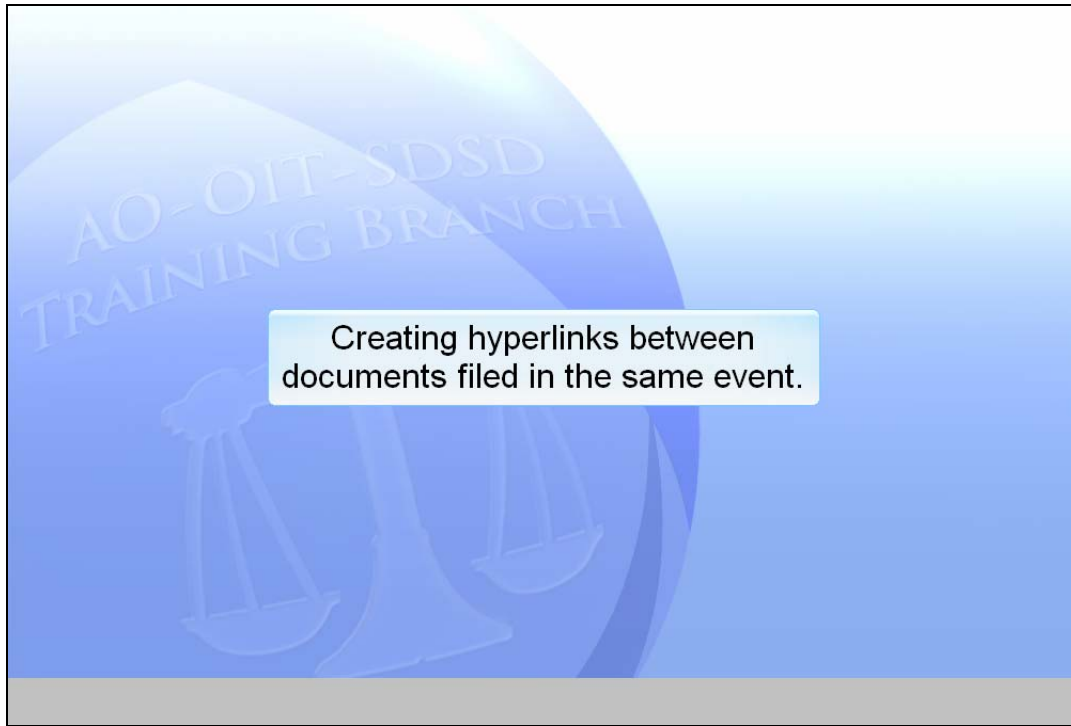 AO-OIT-SDSD
TRAINING BRANCH
Creating hyperlinks between
documents filed in the same event.